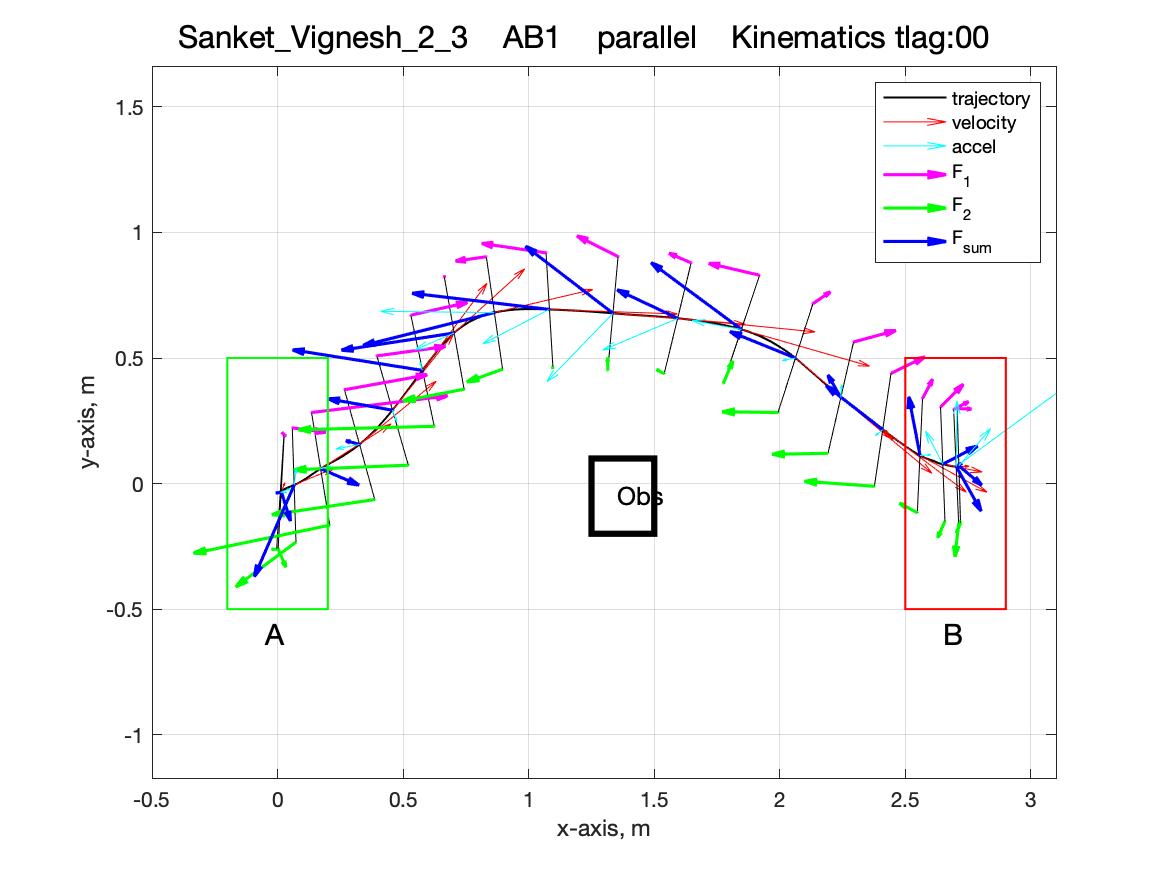 Sanket_Vignesh_2_3 AB1 parallel Kinematics tlag:00
trajectory
velocity
accel
F1
F2
Fsum
1.5
1
0.5
0
-0.5
-1
y-axis, m
Obs
A
B
-0.5
0
0.5
1
1.5
2
2.5
3
x-axis, m